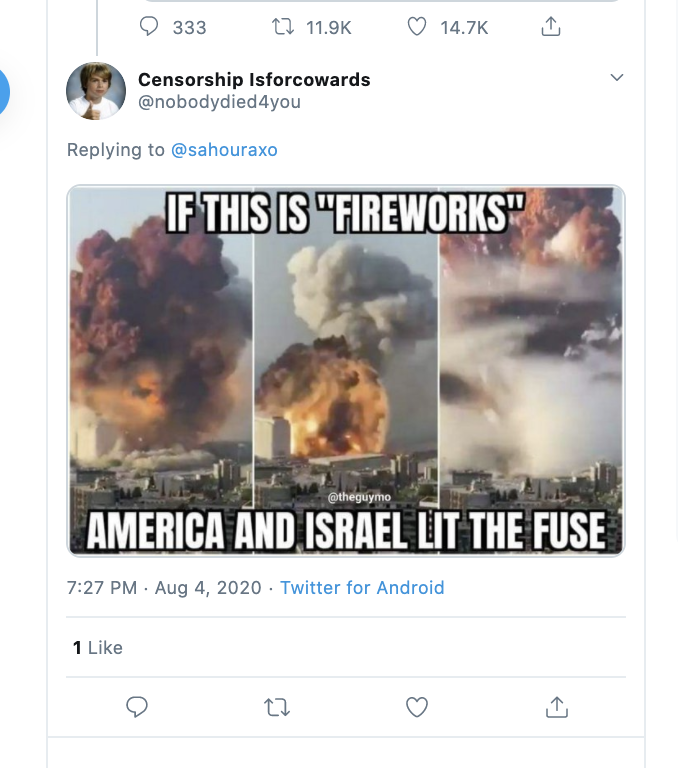 333 11.9K 14.7K
Censorship Isforcowards
@nobodydied4you
Replying to @sahouraxo
IF THIS IS "FIREWORKS"
@theguymo
AMERICA AND ISRAEL LIT THE FUSE
7:27 PM · Aug 4, 2020 · Twitter for Android
1 Like